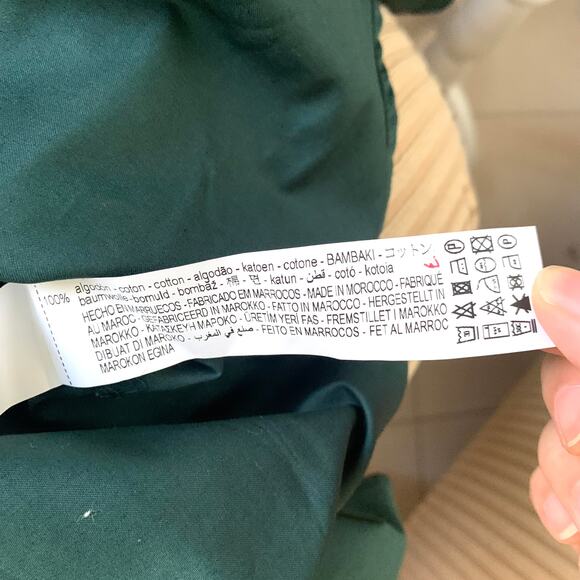 100%
algodón - coton - cotton - algodão - katoen - cotone - BAMBAKI - コットン
baumwolle - bomuld - bombaž - 棉 - 면 - katun - قطن - cotó - kotoia
HECHO EN MARRUECOS - FABRICADO EM MARROCOS - MADE IN MOROCCO - FABRIQUÉ
AU MAROC - GEFABRICEERD IN MAROKKO - FATTO IN MAROCCO - HERGESTELLT IN
MAROKKO - - FREMSTILLET I MAROKKO
DIBUAT DI MAROKO - صنع في المغرب - FEITO EN MARROCOS - FET AL MARROC
MAROKON EGINA